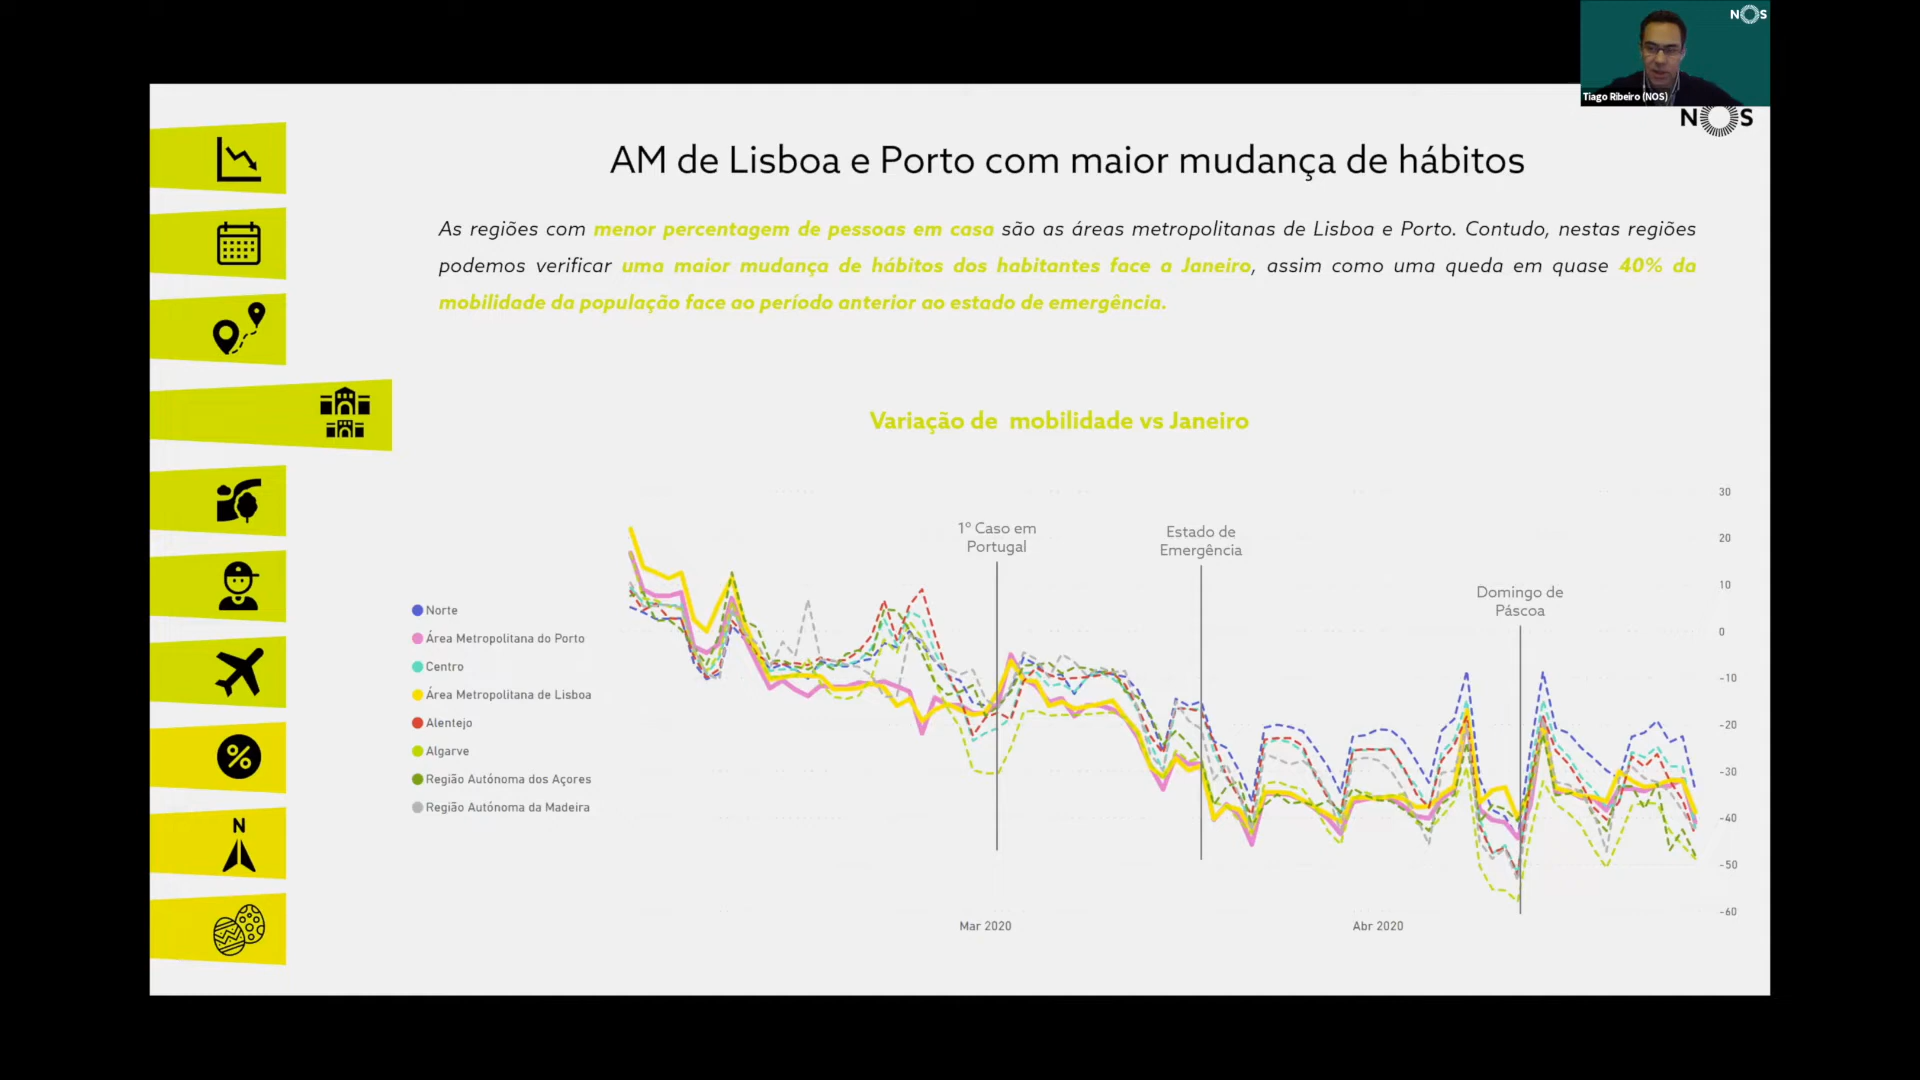 NOS
Tiago Ribeiro (NOS)
NOS
AM de Lisboa e Porto com maior mudança de hábitos
As regiões com menor percentagem de pessoas em casa são as áreas metropolitanas de Lisboa e Porto. Contudo, nestas regiões
podemos verificar uma maior mudança de hábitos dos habitantes face a Janeiro, assim como uma queda em quase 40% da
mobilidade da população face ao período anterior ao estado de emergência.
Variação de mobilidade vs Janeiro
1º Caso em
Portugal
Estado de
Emergência
Domingo de
Páscoa
Norte
Área Metropolitana do Porto
Centro
Área Metropolitana de Lisboa
Alentejo
Algarve
Região Autónoma dos Açores
Região Autónoma da Madeira
30
20
10
0
-10
-20
-30
-40
-50
-60
Mar 2020
Abr 2020
%
N